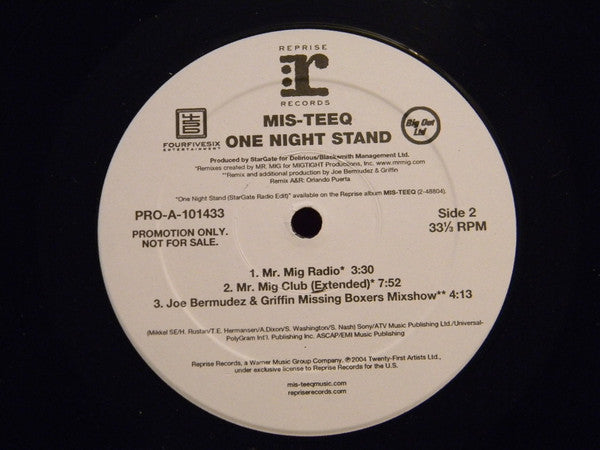 REPRISE
r
RECORDS
FOURFIVESIX
ENTERTAINMENT
Big Out
Ltd
MIS-TEEQ
ONE NIGHT STAND
Produced by StarGate for Delirious/Blacksmith Management Ltd.
*Remixes created by MR. MIG for MIGTIGHT Productions, Inc. www.mrmig.com
**Remix and additional production by Joe Bermudez & Griffin
Remix A&R: Orlando Puerta
"One Night Stand (StarGate Radio Edit)" available on the Reprise album MIS-TEEQ (2-48804).
PRO-A-101433
Side 2
PROMOTION ONLY.
NOT FOR SALE.
33⅓ RPM
1. Mr. Mig Radio* 3:30
2. Mr. Mig Club (Extended)* 7:52
3. Joe Bermudez & Griffin Missing Boxers Mixshow** 4:13
(Mikkel SE/H. Rustan/T.E. Hermansen/A.Dixon/S. Washington/S. Nash) Sony/ATV Music Publishing Ltd./Universal-
PolyGram Int'l. Publishing Inc. ASCAP/EMI Music Publishing
Reprise Records, a Warner Music Group Company, ℗2004 Twenty-First Artists Ltd.,
under exclusive license to Reprise Records for the U.S.
mis-teeqmusic.com
repriserecords.com